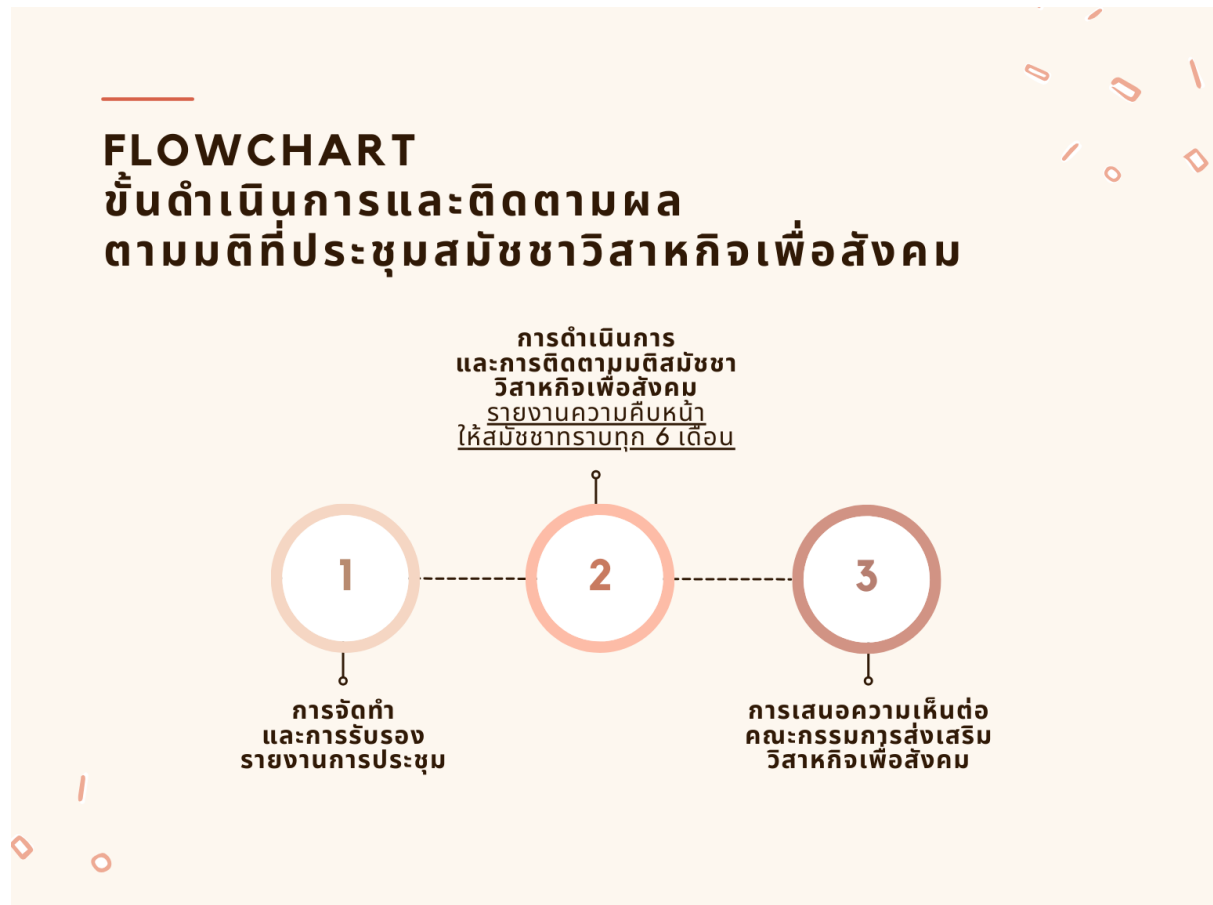 FLOWCHART
ขั้นดำเนินการและติดตามผล
ตามมติที่ประชุมสมัชชาวิสาหกิจเพื่อสังคม
การดำเนินการ
และการติดตามมติสมัชชา
วิสาหกิจเพื่อสังคม
รายงานความคืบหน้า
ให้สมัชชาทราบทุก 6 เดือน
1
2
3
การจัดทำ
และการรับรอง
รายงานการประชุม
การเสนอความเห็นต่อ
คณะกรรมการส่งเสริม
วิสาหกิจเพื่อสังคม